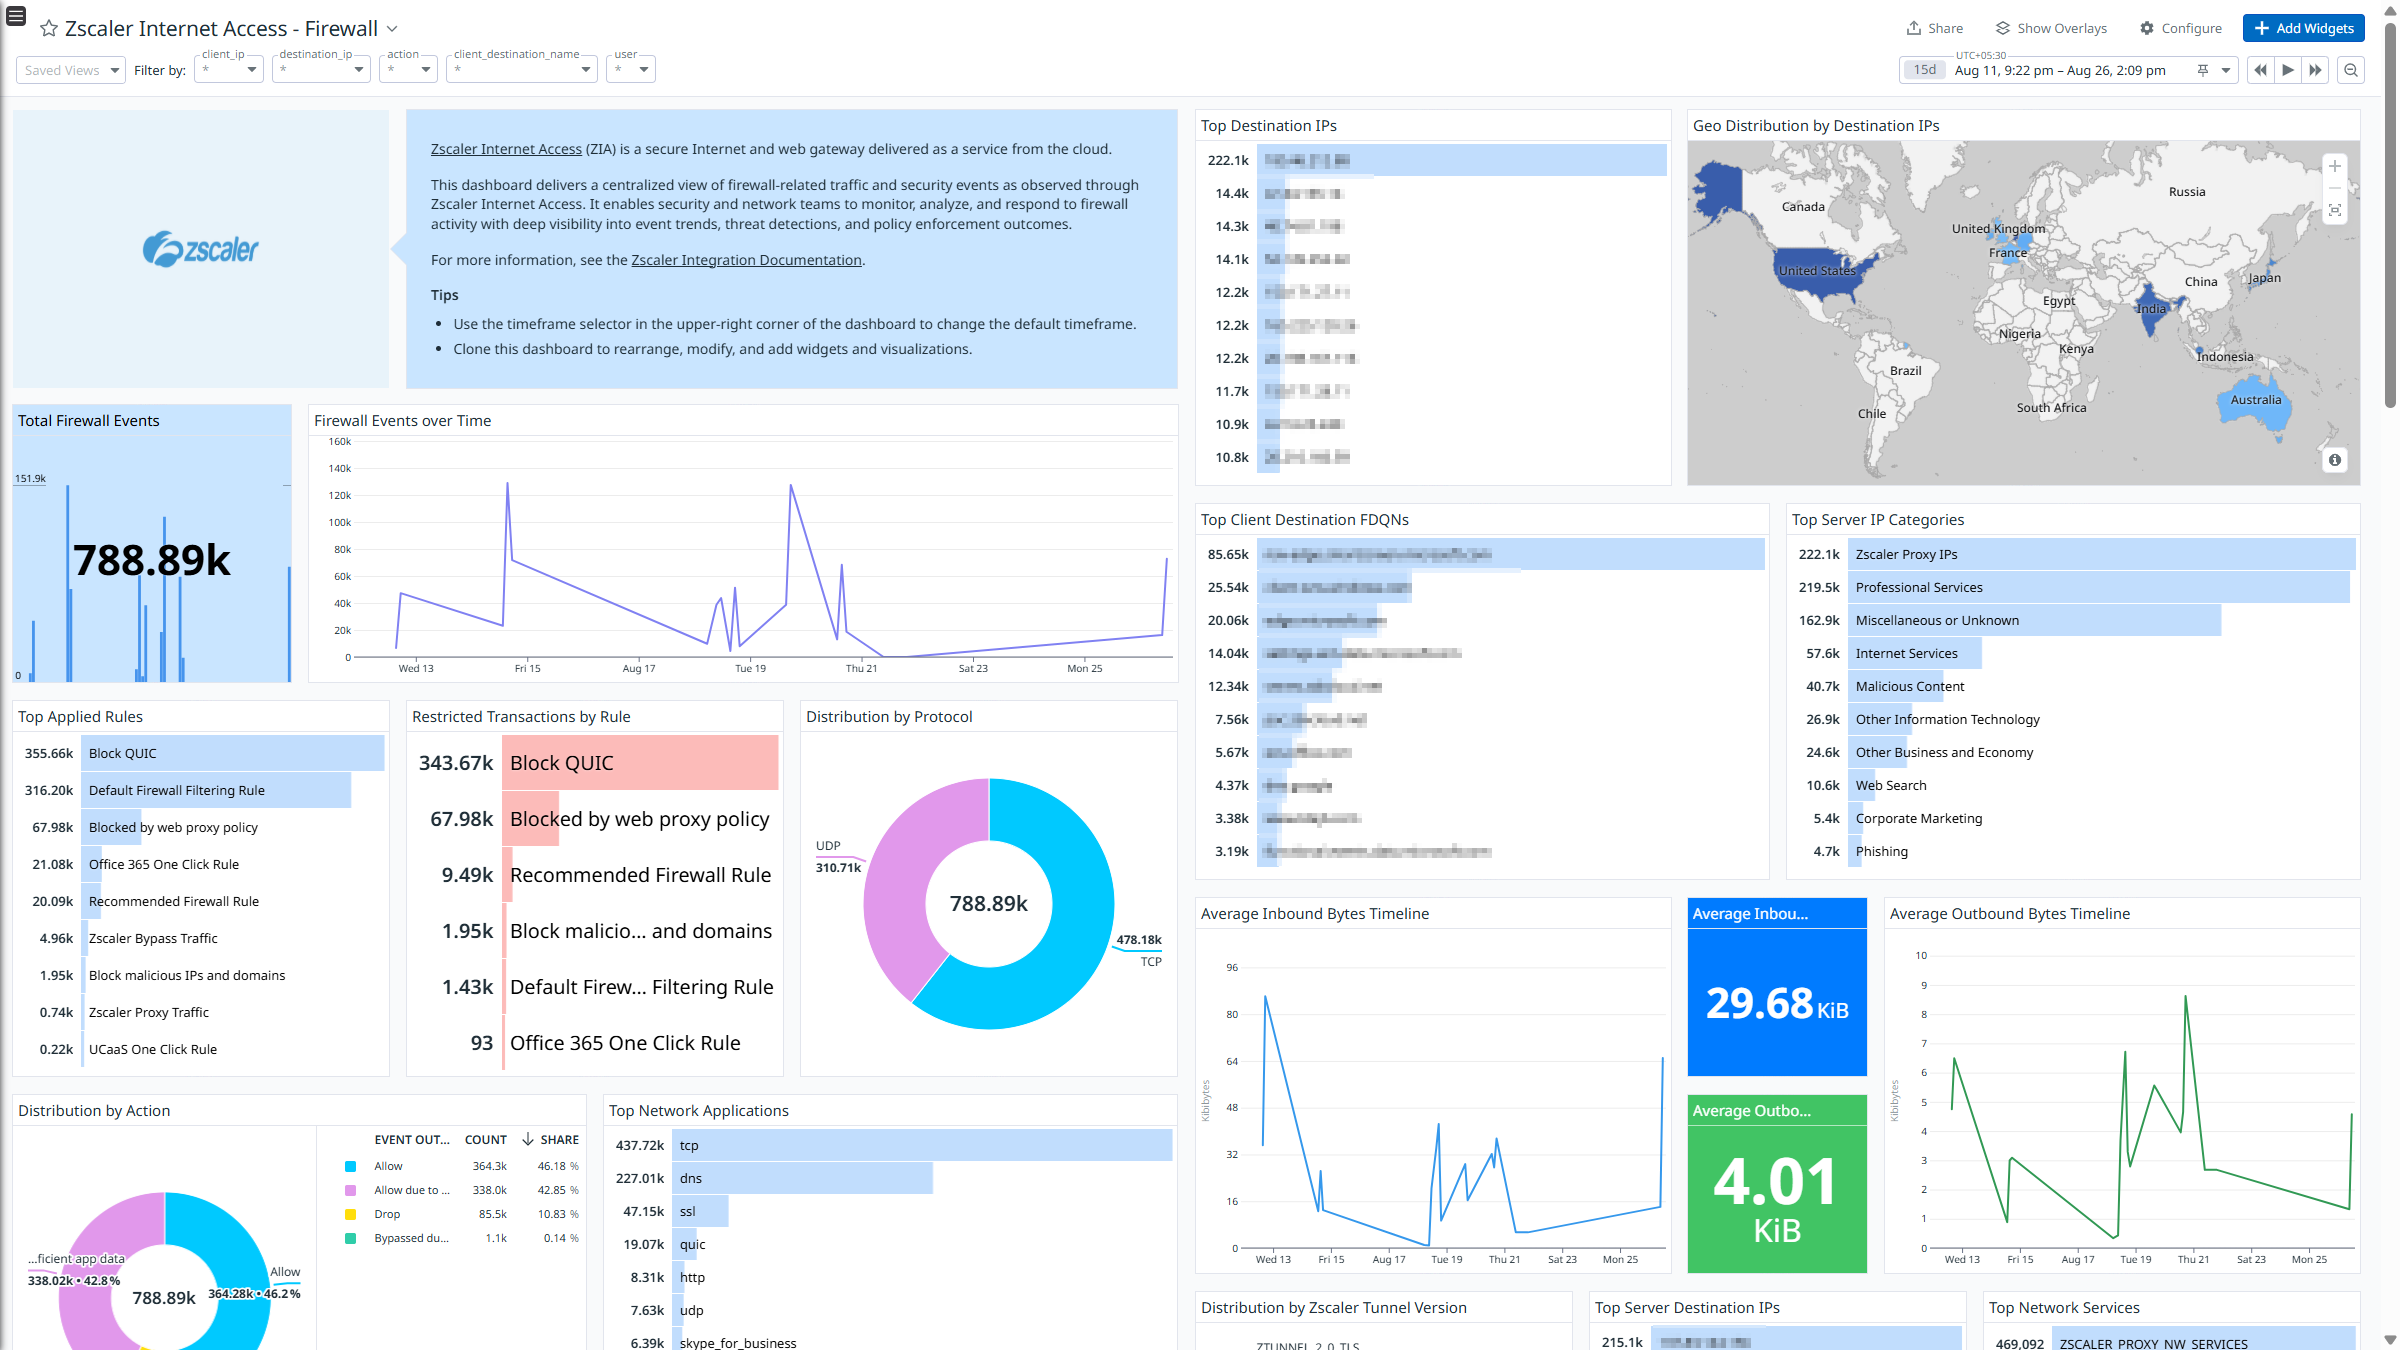 Zscaler Internet Access - Firewall
Share
Show Overlays
Configure
Add Widgets
Saved Views
Filter by:
client_ip
*
destination_ip
*
action
*
client_destination_name
*
user
*
UTC+05:30
15d
Aug 11, 9:22 pm – Aug 26, 2:09 pm
zscaler
Zscaler Internet Access (ZIA) is a secure Internet and web gateway delivered as a service from the cloud.
This dashboard delivers a centralized view of firewall-related traffic and security events as observed through
Zscaler Internet Access. It enables security and network teams to monitor, analyze, and respond to firewall
activity with deep visibility into event trends, threat detections, and policy enforcement outcomes.
For more information, see the Zscaler Integration Documentation.
Tips
• Use the timeframe selector in the upper-right corner of the dashboard to change the default timeframe.
• Clone this dashboard to rearrange, modify, and add widgets and visualizations.
Top Destination IPs
222.1k
14.4k
14.3k
14.1k
12.2k
12.2k
12.2k
11.7k
10.9k
10.8k
Geo Distribution by Destination IPs
Canada
Russia
United Kingdom
France
United States
China
Japan
Egypt
India
Nigeria
Kenya
Indonesia
Brazil
Australia
South Africa
Chile
Total Firewall Events
151.9k
788.89k
0
Firewall Events over Time
160k
140k
120k
100k
80k
60k
40k
20k
0
Wed 13
Fri 15
Aug 17
Tue 19
Thu 21
Sat 23
Mon 25
Top Client Destination FDQNs
85.65k
25.54k
20.06k
14.04k
12.34k
7.56k
5.67k
4.37k
3.38k
3.19k
Top Server IP Categories
222.1k Zscaler Proxy IPs
219.5k Professional Services
162.9k Miscellaneous or Unknown
57.6k Internet Services
40.7k Malicious Content
26.9k Other Information Technology
24.6k Other Business and Economy
10.6k Web Search
5.4k Corporate Marketing
4.7k Phishing
Top Applied Rules
355.66k Block QUIC
316.20k Default Firewall Filtering Rule
67.98k Blocked by web proxy policy
21.08k Office 365 One Click Rule
20.09k Recommended Firewall Rule
4.96k Zscaler Bypass Traffic
1.95k Block malicious IPs and domains
0.74k Zscaler Proxy Traffic
0.22k UCaaS One Click Rule
Restricted Transactions by Rule
343.67k Block QUIC
67.98k Blocked by web proxy policy
9.49k Recommended Firewall Rule
1.95k Block malicio... and domains
1.43k Default Firew... Filtering Rule
93 Office 365 One Click Rule
Distribution by Protocol
UDP
310.71k
788.89k
478.18k
TCP
Average Inbound Bytes Timeline
Kibibytes
96
80
64
48
32
16
0
Wed 13
Fri 15
Aug 17
Tue 19
Thu 21
Sat 23
Mon 25
Average Inbou...
29.68 KiB
Average Outbo...
4.01
KiB
Average Outbound Bytes Timeline
Kibibytes
10
9
8
7
6
5
4
3
2
1
0
Wed 13
Fri 15
Aug 17
Tue 19
Thu 21
Sat 23
Mon 25
Distribution by Action
...ficient app data
338.02k • 42.8%
788.89k
Allow
364.28k • 46.2%
EVENT OUT... COUNT SHARE
Allow 364.3k 46.18 %
Allow due to ... 338.0k 42.85 %
Drop 85.5k 10.83 %
Bypassed du... 1.1k 0.14 %
Top Network Applications
437.72k tcp
227.01k dns
47.15k ssl
19.07k quic
8.31k http
7.63k udp
6.39k skype_for_business
Distribution by Zscaler Tunnel Version
ZTUNNEL_2_0_TLS
Top Server Destination IPs
215.1k
Top Network Services
469,092 ZSCALER_PROXY_NW_SERVICES